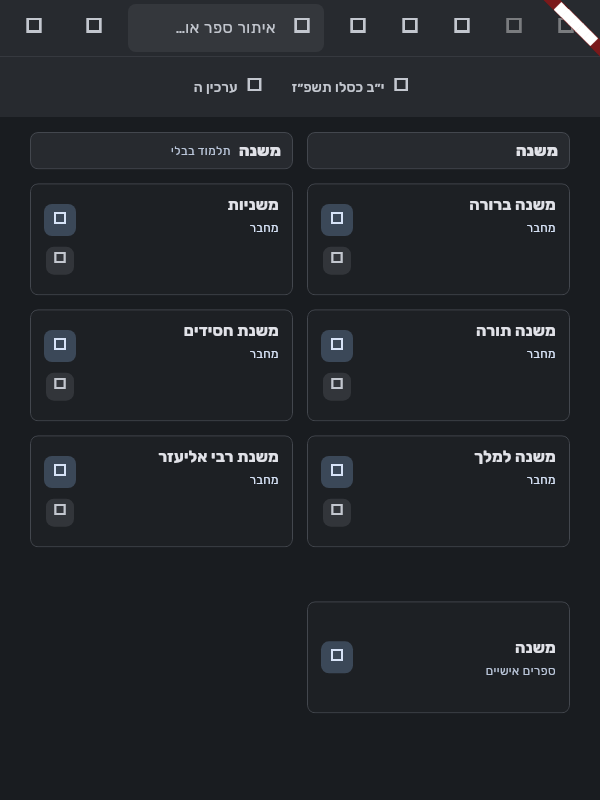 איתור ספר או...
י״ב כסלו תשפ״ז
ערכין ה
משנה
משנה תלמוד בבלי
משנה ברורה
מחבר
משניות
מחבר
משנה תורה
מחבר
משנת חסידים
מחבר
משנה למלך
מחבר
משנת רבי אליעזר
מחבר
משנה
ספרים אישיים